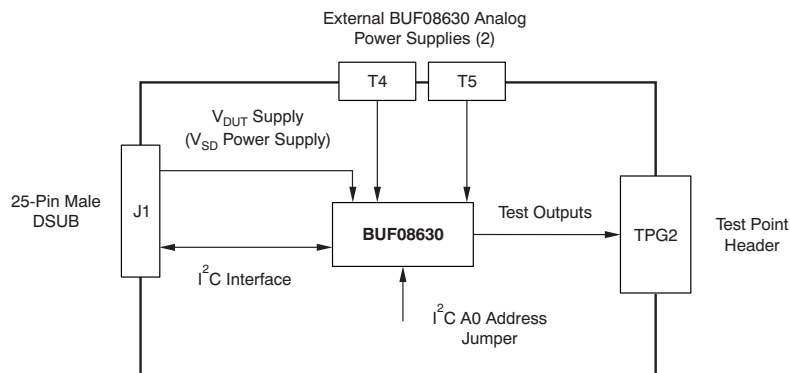 External BUF08630 Analog
Power Supplies (2)
T4
T5
V_DUT Supply
(V_SD Power Supply)
25-Pin Male
DSUB
J1
BUF08630
Test Outputs
TPG2
Test Point
Header
I²C Interface
I²C A0 Address
Jumper